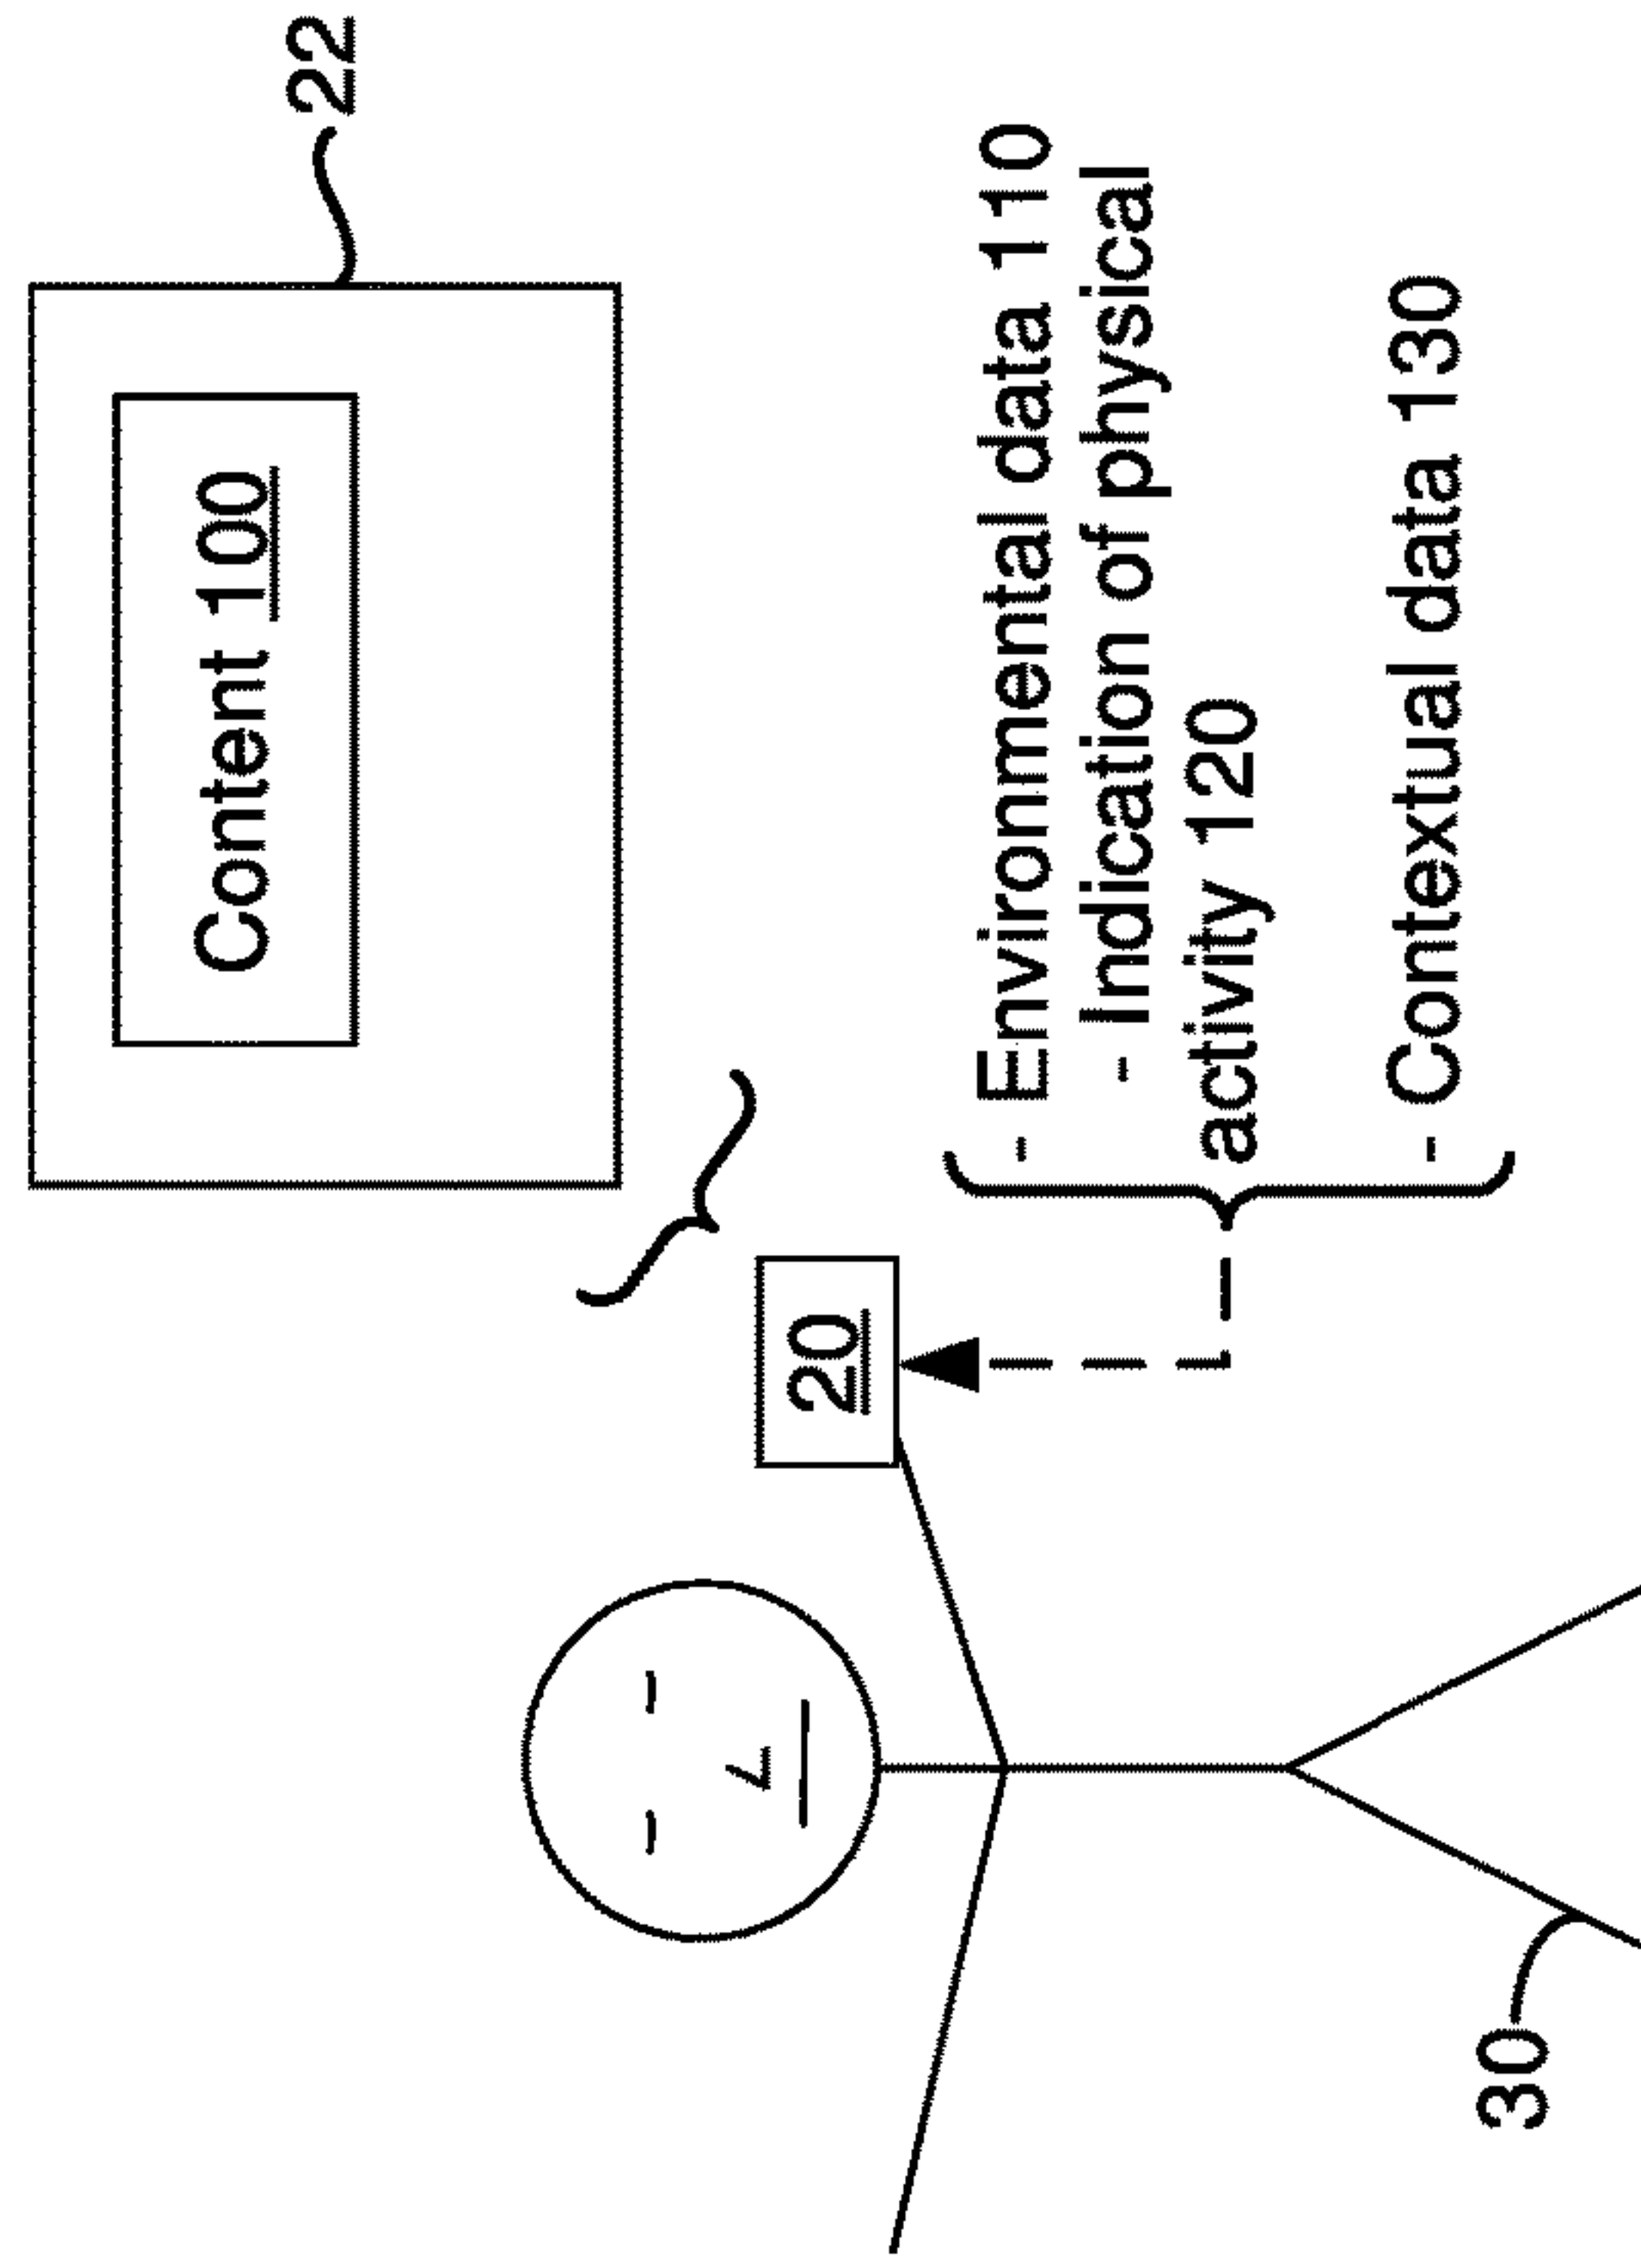 Content 100
22
20
- Environmental data 110
- Indication of physical
activity 120
- Contextual data 130
30